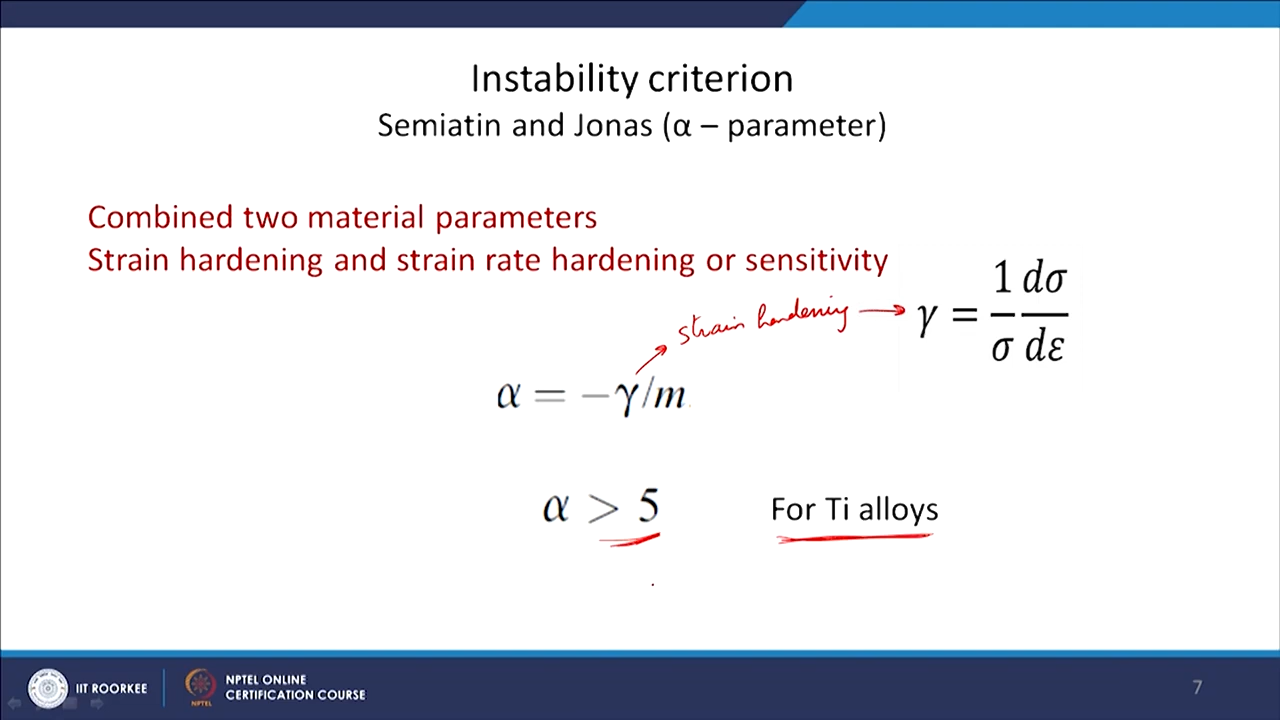 Instability criterion
Semiatin and Jonas (α – parameter)
Combined two material parameters
Strain hardening and strain rate hardening or sensitivity
strain hardening → γ = 1/σ dσ/dε
α = −γ/m
α > 5 For Ti alloys
IIT ROORKEE
NPTEL
NPTEL ONLINE
CERTIFICATION COURSE
7